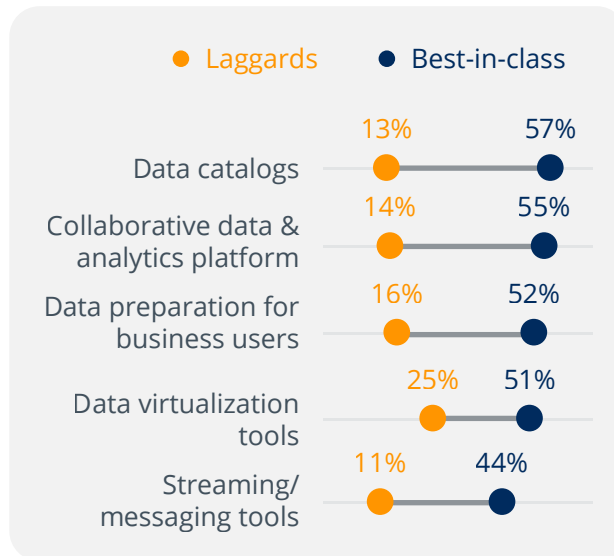 Laggards Best-in-class
13% 57%
Data catalogs
14% 55%
Collaborative data &
analytics platform
16% 52%
Data preparation for
business users
25% 51%
Data virtualization
tools
11% 44%
Streaming/
messaging tools